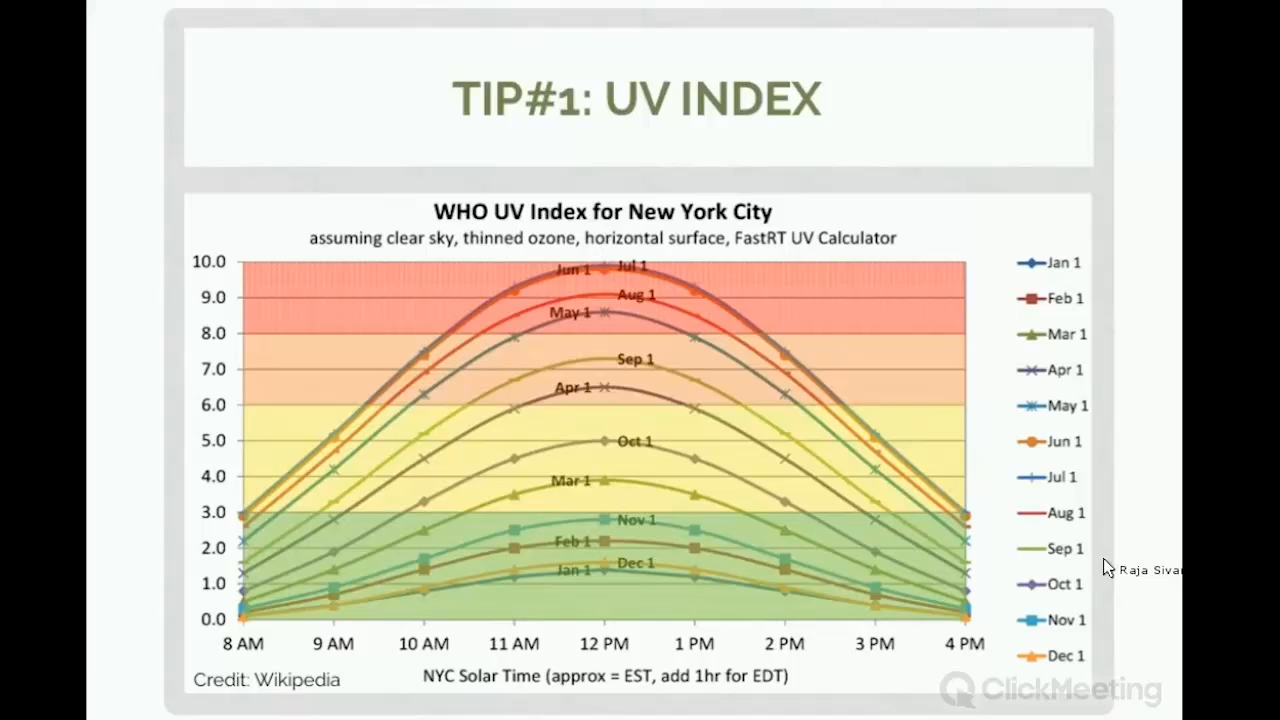 TIP#1: UV INDEX
WHO UV Index for New York City
assuming clear sky, thinned ozone, horizontal surface, FastRT UV Calculator
10.0
9.0
8.0
7.0
6.0
5.0
4.0
3.0
2.0
1.0
0.0
Jun 1
Jul 1
Aug 1
May 1
Sep 1
Apr 1
Oct 1
Mar 1
Nov 1
Feb 1
Dec 1
Jan 1
8 AM 9 AM 10 AM 11 AM 12 PM 1 PM 2 PM 3 PM 4 PM
NYC Solar Time (approx = EST, add 1hr for EDT)
Jan 1
Feb 1
Mar 1
Apr 1
May 1
Jun 1
Jul 1
Aug 1
Sep 1
Oct 1
Nov 1
Dec 1
Raja Sivar
Credit: Wikipedia
ClickMeeting